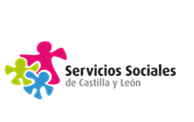 Servicios Sociales
de Castilla y León